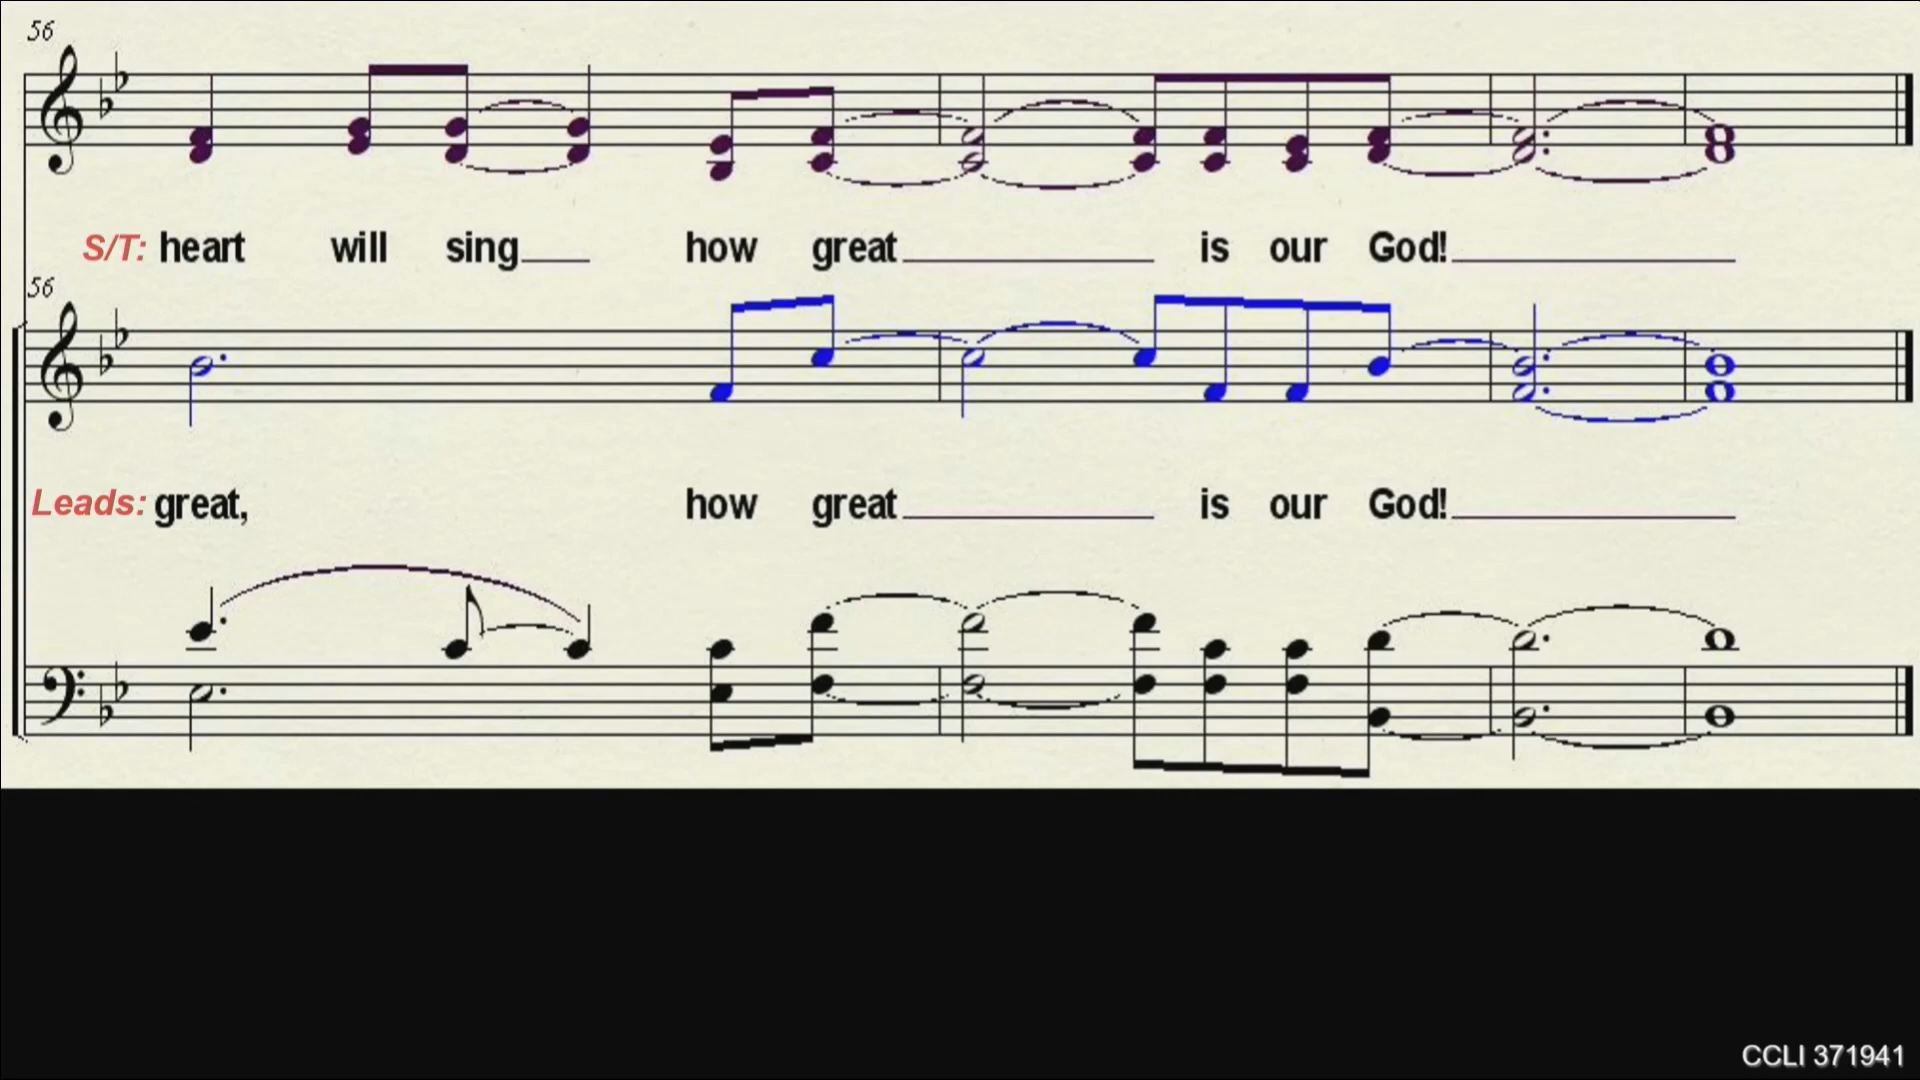 56
S/T: heart will sing how great is our God!
56
Leads: great, how great is our God!
CCLI 371941